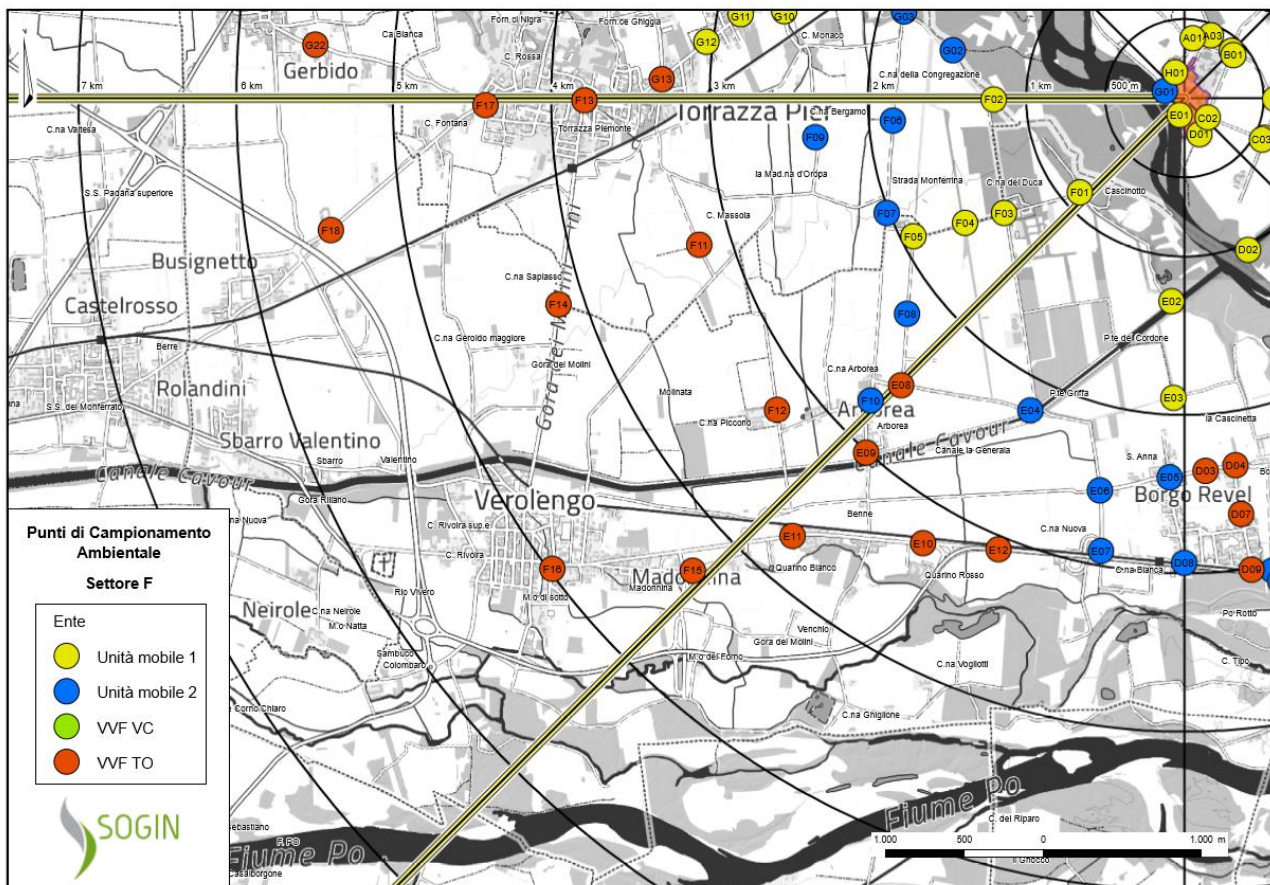 Forn.ci Nigra
Forn.ce Ghiggia
G11
G10
G03
A01
A03
G22
Ca Bianca
C. Rossa
G12
C. Monaco
G02
B01
Gerbido
G13
C.na della Congregazione
H01
7 km
6 km
5 km
4 km
2 km
1 km
500 m
G01
F17
F13
F02
C. Fontana
Torrazza Piemonte
C.na Bergamo
E01
C02
C.na Valtesa
F09
F06
D01
C03
la Mad.na d'Oropa
Strada Monferrina
C.na del Duca
Cascinotto
S.S. Padana superiore
F01
C. Massola
F07
F04
F03
F18
F11
F05
D02
Busignetto
C.na Saplasso
Castelrosso
F14
F08
E02
Berre
C.na Geroldo maggiore
P.te del Cordone
Gora dei Molini
Gora dei Molini
Rolandini
Molinata
C.na Arborea
E08
P.te Griffa
E03
S.S. del Monferrato
F12
F10
Arborea
E04
la Cascinetta
Sbarro Valentino
C.na Piccono
Arborea
Canale Cavour
Sbarro
Valentino
E09
Canale la Generala
S. Anna
D03
D04
Canale Cavour
Gora Rillano
E05
Verolengo
E06
Borgo Revel
Benne
D07
C. Rivoira sup.e
C.na Nuova
E11
E10
E12
E07
C. Rivoira
C.na Bianca
D08
D09
F16
F15
Madonnina
Quarino Bianco
Quarino Rosso
Madonnina
Rio Vivero
M.o di sotto
Neirole
C.na Neirole
M.o Natta
Po Rotto
Venchio
Gora dei Molini
Sambuco
Colombaro
M.o del Forno
C.na Vogliotti
C. Tipo
C.na Ghiglione
Punti di Campionamento
Ambientale
Settore F
Ente
Unità mobile 1
Unità mobile 2
VVF VC
VVF TO
SOGIN
Fiume Po
C. del Riparo
1.000
500
0
1.000 m
F. PO
Fiume Po